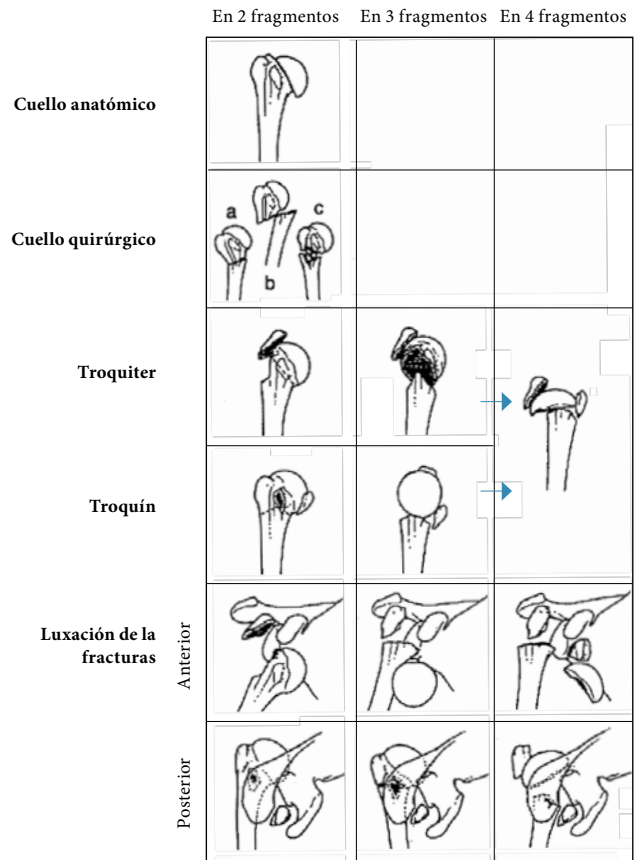 En 2 fragmentos En 3 fragmentos En 4 fragmentos
Cuello anatómico
Cuello quirúrgico
a
c
b
Troquiter
Troquín
Luxación de la
fracturas
Anterior
Posterior